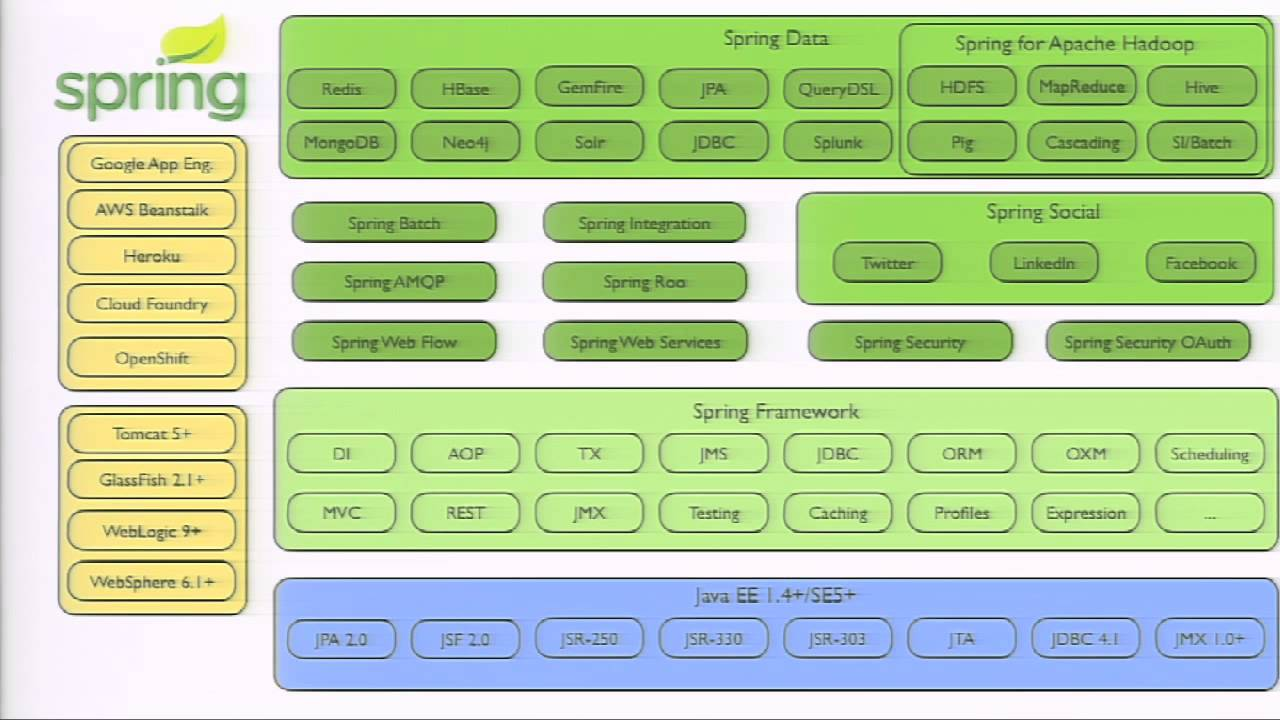 spring
Google App Eng.
AWS Beanstalk
Heroku
Cloud Foundry
OpenShift
Tomcat 5+
GlassFish 2.1+
WebLogic 9+
WebSphere 6.1+
Spring Data
Redis
HBase
GemFire
JPA
QueryDSL
MongoDB
Neo4j
Solr
JDBC
Splunk
Spring for Apache Hadoop
HDFS
MapReduce
Hive
Pig
Cascading
SI/Batch
Spring Batch
Spring Integration
Spring AMQP
Spring Roo
Spring Web Flow
Spring Web Services
Spring Social
Twitter
LinkedIn
Facebook
Spring Security
Spring Security OAuth
Spring Framework
DI
AOP
TX
JMS
JDBC
ORM
OXM
Scheduling
MVC
REST
JMX
Testing
Caching
Profiles
Expression
...
Java EE 1.4+/SE5+
JPA 2.0
JSF 2.0
JSR-250
JSR-330
JSR-303
JTA
JDBC 4.1
JMX 1.0+